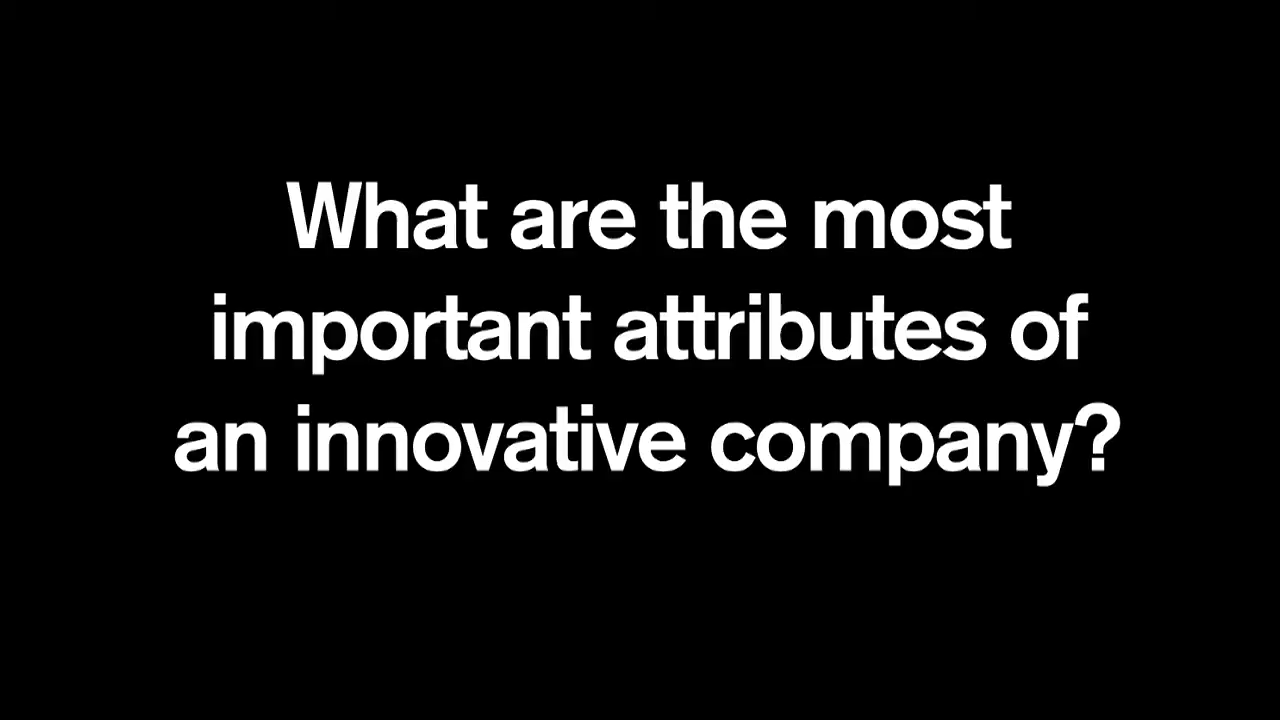 What are the most
important attributes of
an innovative company?